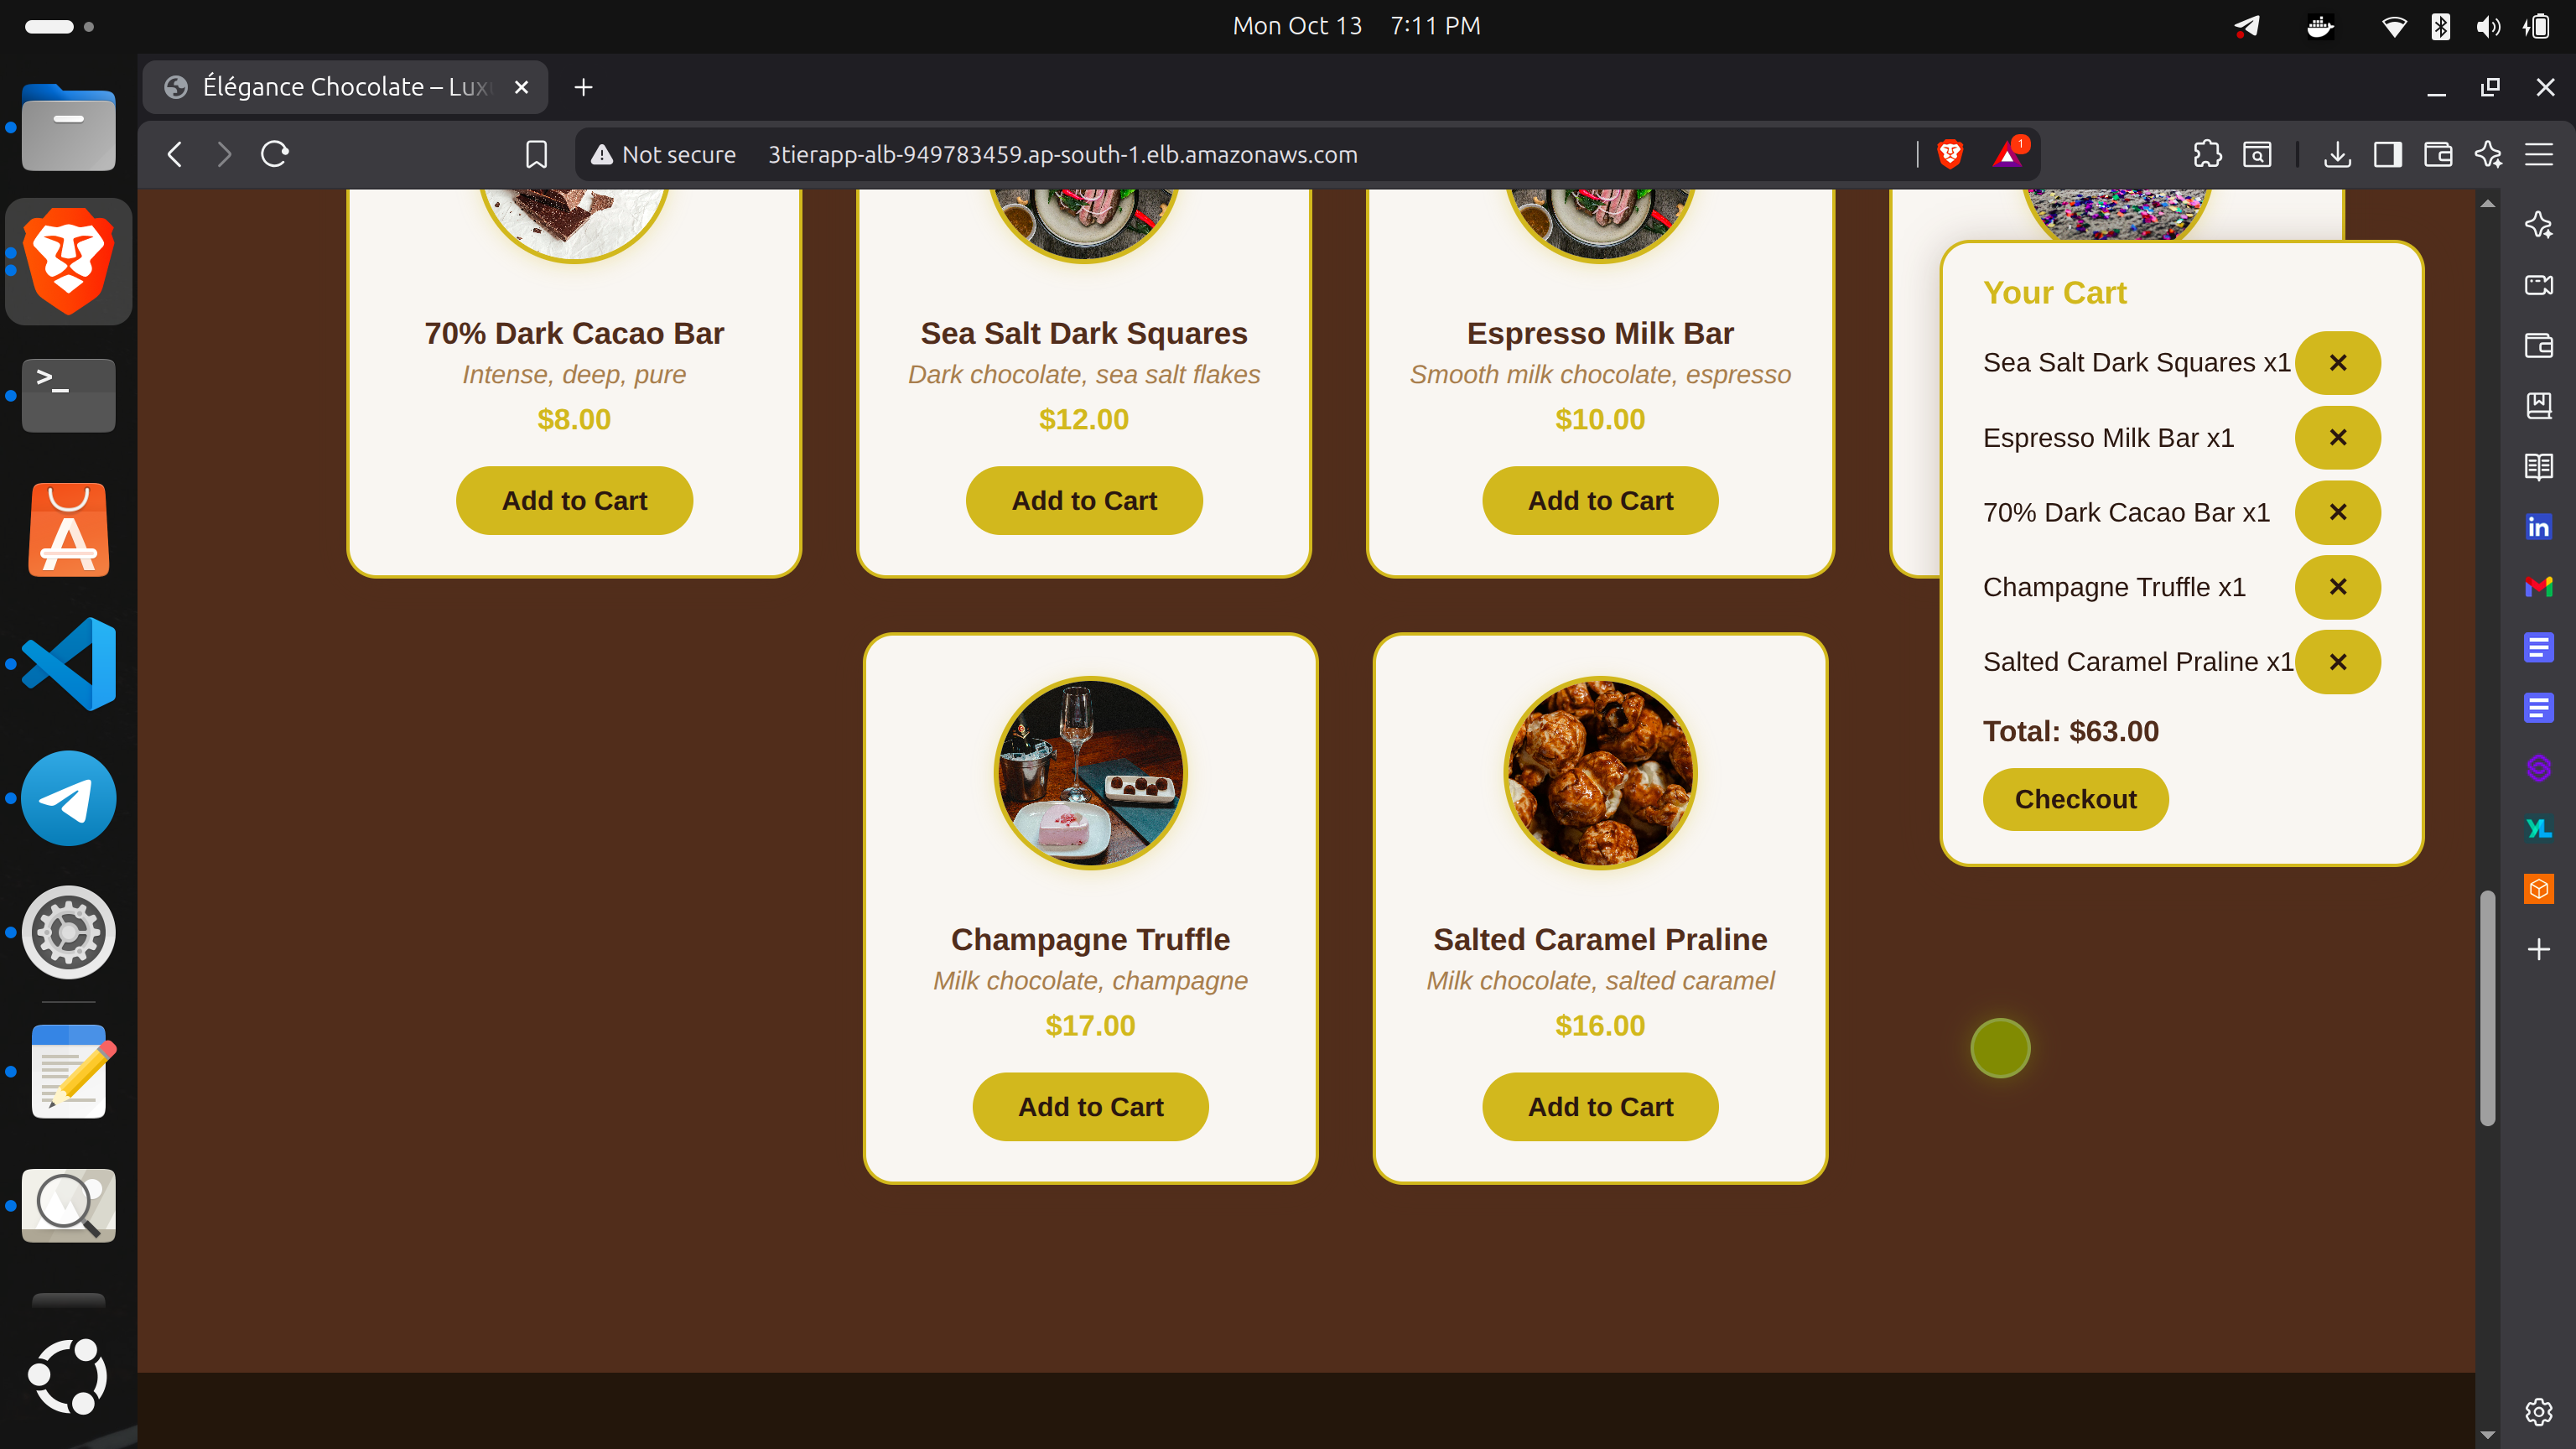 Mon Oct 13 7:11 PM
Élégance Chocolate – Lux
Not secure 3tierapp-alb-949783459.ap-south-1.elb.amazonaws.com
1
70% Dark Cacao Bar
Intense, deep, pure
$8.00
Add to Cart
Sea Salt Dark Squares
Dark chocolate, sea salt flakes
$12.00
Add to Cart
Espresso Milk Bar
Smooth milk chocolate, espresso
$10.00
Add to Cart
Your Cart
Sea Salt Dark Squares x1 ✕
Espresso Milk Bar x1 ✕
70% Dark Cacao Bar x1 ✕
Champagne Truffle x1 ✕
Salted Caramel Praline x1 ✕
Total: $63.00
Checkout
Champagne Truffle
Milk chocolate, champagne
$17.00
Add to Cart
Salted Caramel Praline
Milk chocolate, salted caramel
$16.00
Add to Cart
>_
in
YL